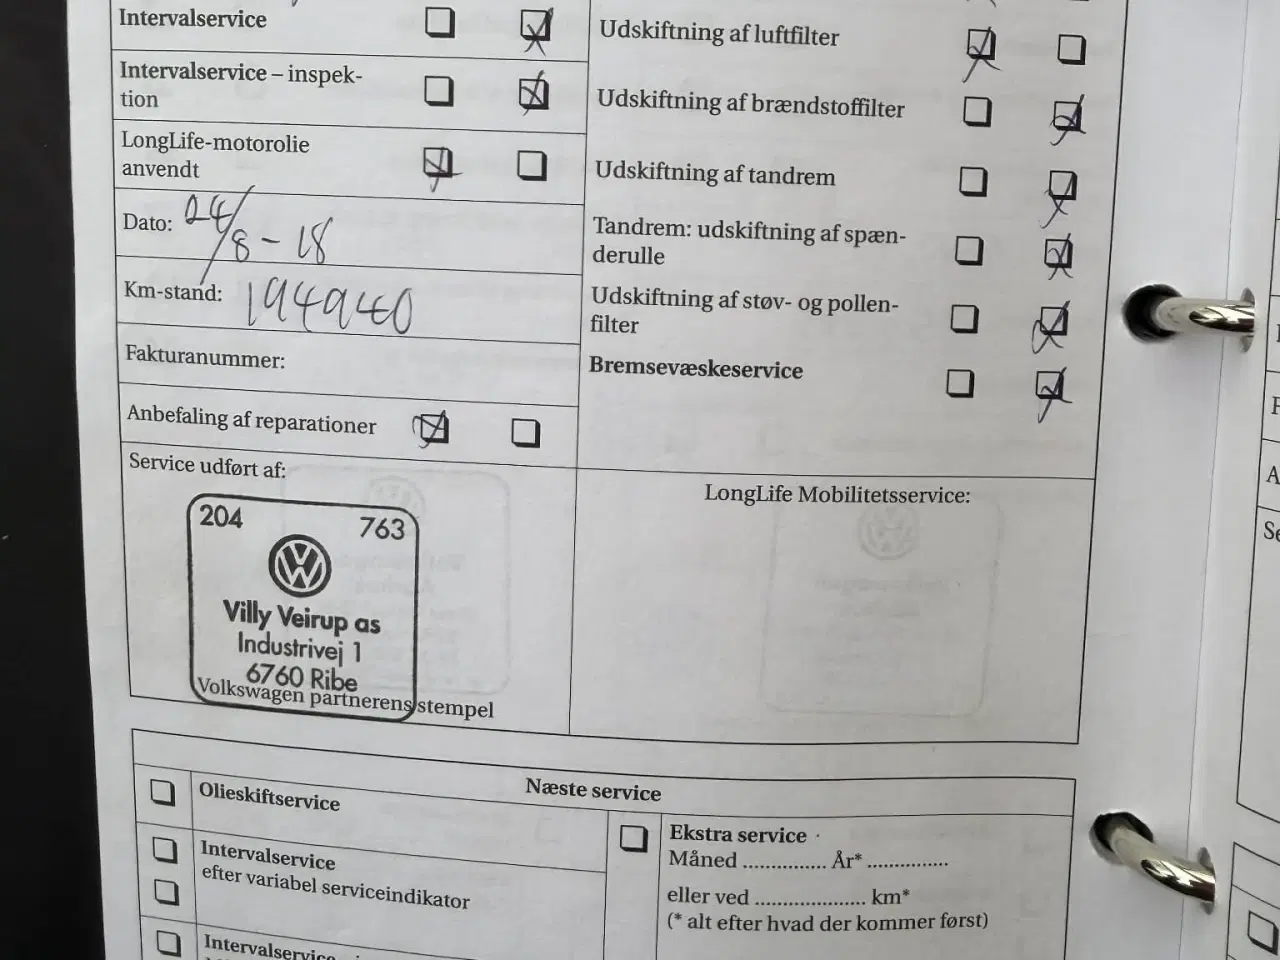 Intervalservice
Intervalservice – inspek-
tion
LongLife-motorolie
anvendt
Dato: 24/8-18
Km-stand: 194940
Fakturanummer:
Anbefaling af reparationer
Service udført af:
204 763
Villy Veirup as
Industrivej 1
6760 Ribe
Volkswagen partnerens stempel
Udskiftning af luftfilter
Udskiftning af brændstoffilter
Udskiftning af tandrem
Tandrem: udskiftning af spæn-
derulle
Udskiftning af støv- og pollen-
filter
Bremsevæskeservice
LongLife Mobilitetsservice:
Næste service
Olieskiftservice
Intervalservice
efter variabel serviceindikator
Intervalservice
Ekstra service
Måned ............... År* ...............
eller ved .................... km*
(* alt efter hvad der kommer først)